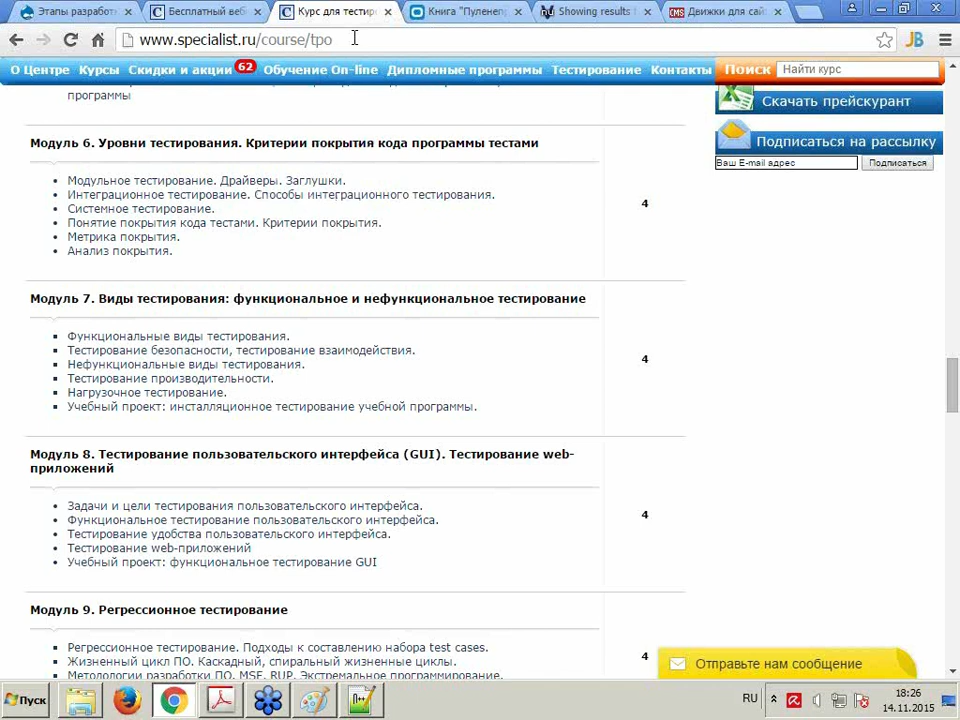 Этапы разработ
Бесплатный веб
Курс для тестир
Книга "Пуленеп
Showing results f
Движки для сай
www.specialist.ru/course/tpo
О Центре Курсы Скидки и акции 62 Обучение On-line Дипломные программы Тестирование Контакты Поиск Найти курс
программы
Скачать прейскурант
Подписаться на рассылку
Ваш E-mail адрес Подписаться
Модуль 6. Уровни тестирования. Критерии покрытия кода программы тестами
Модульное тестирование. Драйверы. Заглушки.
Интеграционное тестирование. Способы интеграционного тестирования.
Системное тестирование.
Понятие покрытия кода тестами. Критерии покрытия.
Метрика покрытия.
Анализ покрытия.
4
Модуль 7. Виды тестирования: функциональное и нефункциональное тестирование
Функциональные виды тестирования.
Тестирование безопасности, тестирование взаимодействия.
Нефункциональные виды тестирования.
Тестирование производительности.
Нагрузочное тестирование.
Учебный проект: инсталляционное тестирование учебной программы.
4
Модуль 8. Тестирование пользовательского интерфейса (GUI). Тестирование web-
приложений
Задачи и цели тестирования пользовательского интерфейса.
Функциональное тестирование пользовательского интерфейса.
Тестирование удобства пользовательского интерфейса.
Тестирование web-приложений
Учебный проект: функциональное тестирование GUI
4
Модуль 9. Регрессионное тестирование
Регрессионное тестирование. Подходы к составлению набора test cases.
Жизненный цикл ПО. Каскадный, спиральный жизненные циклы.
Методологии разработки ПО. MSF, RUP. Экстремальное программирование.
4
Отправьте нам сообщение
Пуск
RU
18:26
14.11.2015